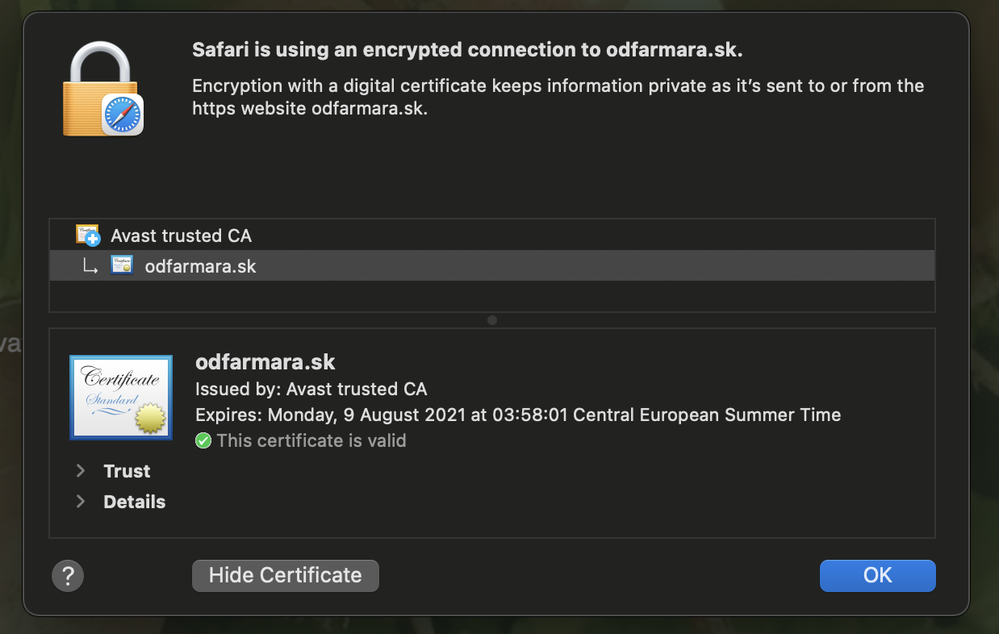 Safari is using an encrypted connection to odfarmara.sk.
Encryption with a digital certificate keeps information private as it’s sent to or from the
https website odfarmara.sk.
Avast trusted CA
odfarmara.sk
va
Certificate
Standard
odfarmara.sk
Issued by: Avast trusted CA
Expires: Monday, 9 August 2021 at 03:58:01 Central European Summer Time
This certificate is valid
Trust
Details
?
Hide Certificate
OK